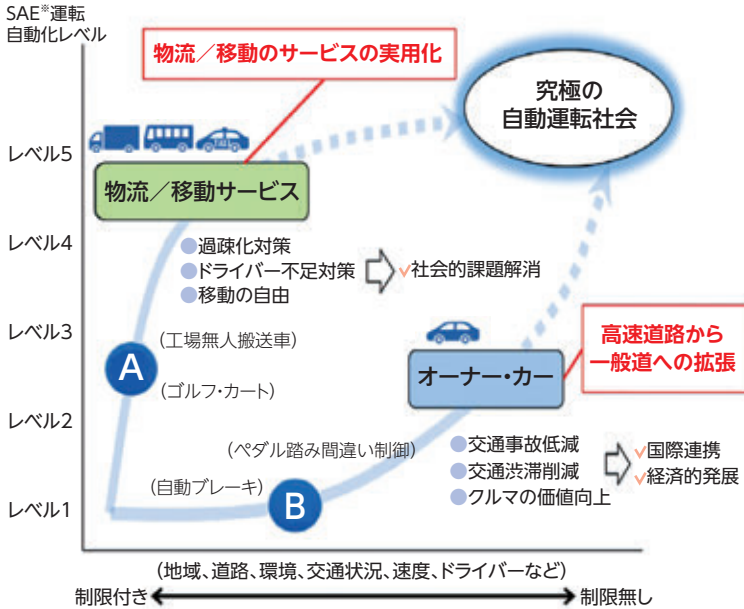 SAE※運転
自動化レベル
物流／移動のサービスの実用化
究極の
自動運転社会
レベル5
物流／移動サービス
レベル4
●過疎化対策
●ドライバー不足対策
●移動の自由
✓社会的課題解消
レベル3
(工場無人搬送車)
高速道路から
一般道への拡張
A
オーナー・カー
(ゴルフ・カート)
レベル2
(ペダル踏み間違い制御)
●交通事故低減
●交通渋滞削減
●クルマの価値向上
✓国際連携
✓経済的発展
(自動ブレーキ)
B
レベル1
(地域、道路、環境、交通状況、速度、ドライバーなど)
制限付き
制限無し